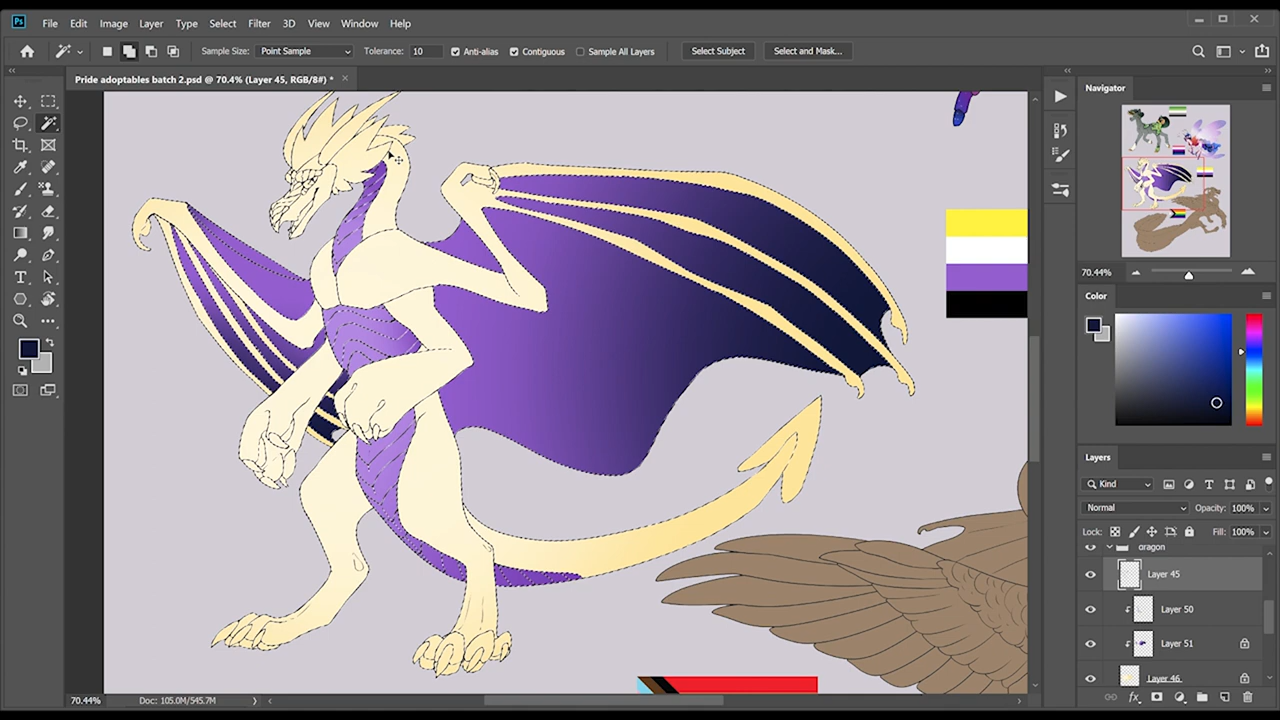 Ps File Edit Image Layer Type Select Filter 3D View Window Help
Sample Size: Point Sample Tolerance: 10 Anti-alias Contiguous Sample All Layers Select Subject Select and Mask...
Pride adoptables batch 2.psd @ 70.4% (Layer 45, RGB/8#) *
Navigator
70.44%
Color
Layers
Kind
Normal Opacity: 100%
Lock: Fill: 100%
dragon
Layer 45
Layer 50
Layer 51
Layer 46
70.44% Doc: 105.0M/545.7M